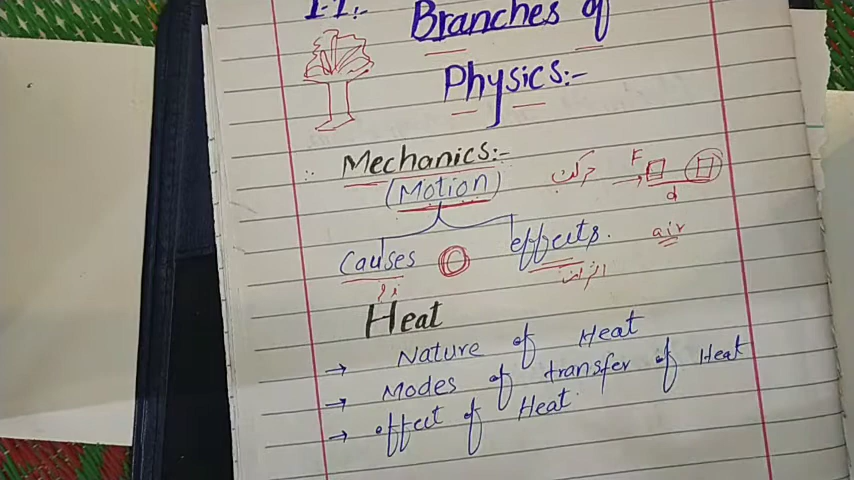 1.1:
Branches of
Physics:-
Mechanics:-
(Motion) حرکت F
d
Causes effects. air
اثرات
Heat
→ Nature of Heat
→ Modes of transfer of Heat
→ effect of Heat